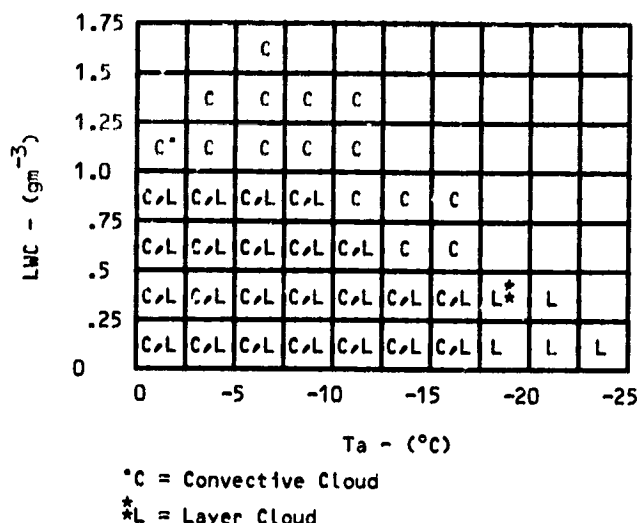 LWC - (gm⁻³)
1.75
C
1.5
C C C C
1.25
C* C C C C
1.0
C,L C,L C,L C,L C C C
0.75
C,L C,L C,L C,L C,L C C
.5
C,L C,L C,L C,L C,L C,L C,L L** L
.25
C,L C,L C,L C,L C,L C,L C,L L L L
0
0 -5 -10 -15 -20 -25
Ta - (°C)
*C = Convective Cloud
**L = Layer Cloud